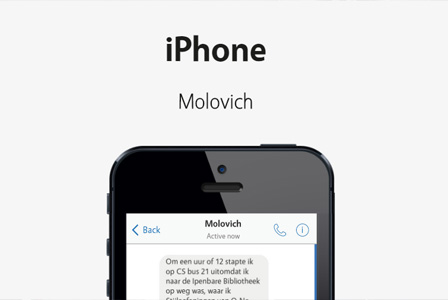 iPhone
Molovich
Back
Molovich
Active now
Om een uur of 12 stapte ik
op CS bus 21 uitomdat ik
naar de Ipenbare Bibliotheek
op weg was, waar ik